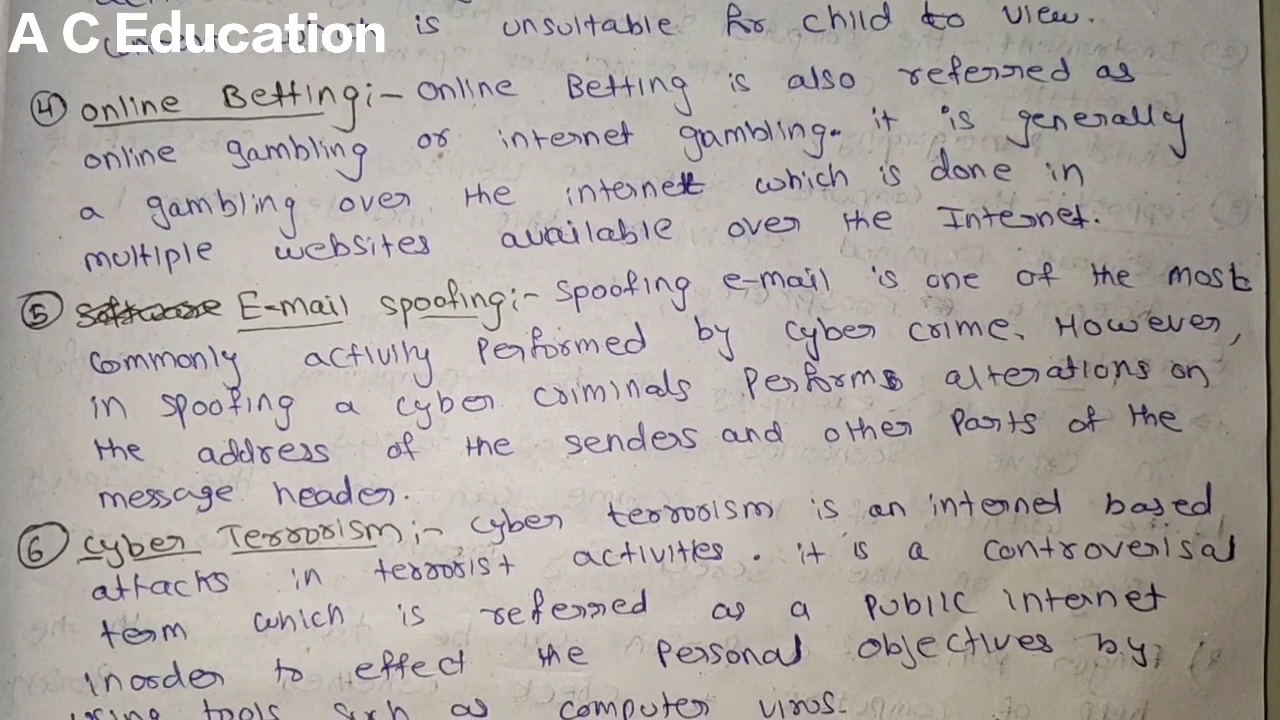 A C Education
is unsuitable for child to view.
④ online Betting:- online Betting is also referred as
online gambling or internet gambling. it is generally
a gambling over the internet which is done in
multiple websites available over the Internet.
⑤ E-mail spoofing:- spoofing e-mail is one of the most
commonly activity performed by cyber crime. However,
in spoofing a cyber criminals performs alterations on
the address of the senders and other parts of the
message header.
⑥ cyber Terrorism:- cyber terrorism is an internet based
attacks in terrorist activities. it is a controverisal
term which is referred as a public internet
inorder to effect the personal objectives by
using tools such as computer virus.